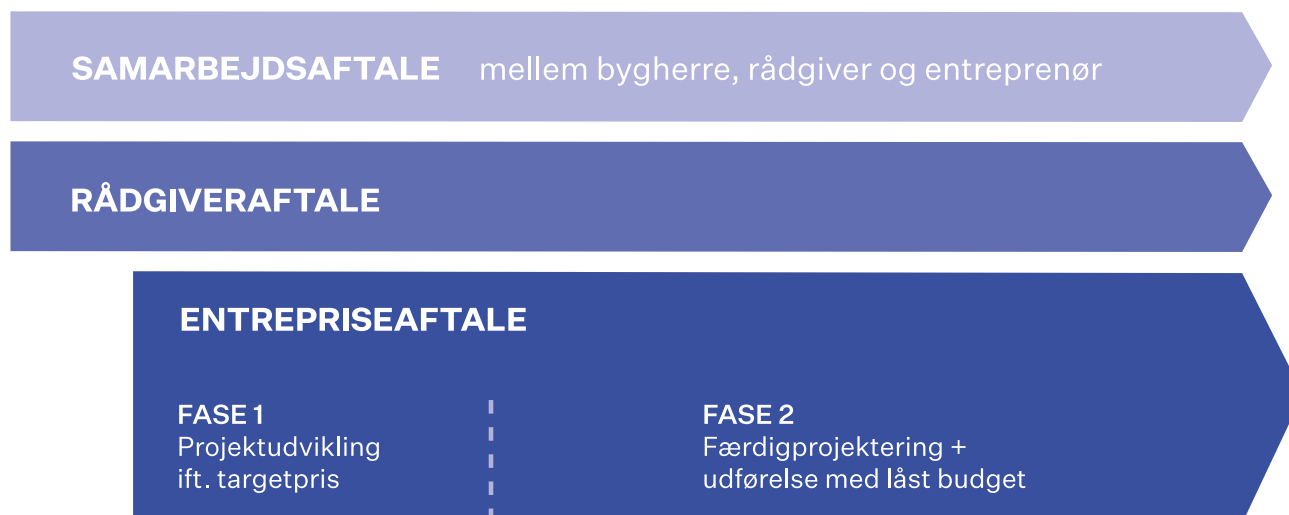 SAMARBEJDSAFTALE mellem bygherre, rådgiver og entreprenør
RÅDGIVERAFTALE
ENTREPRISEAFTALE
FASE 1
Projektudvikling
ift. targetpris
FASE 2
Færdigprojektering +
udførelse med låst budget